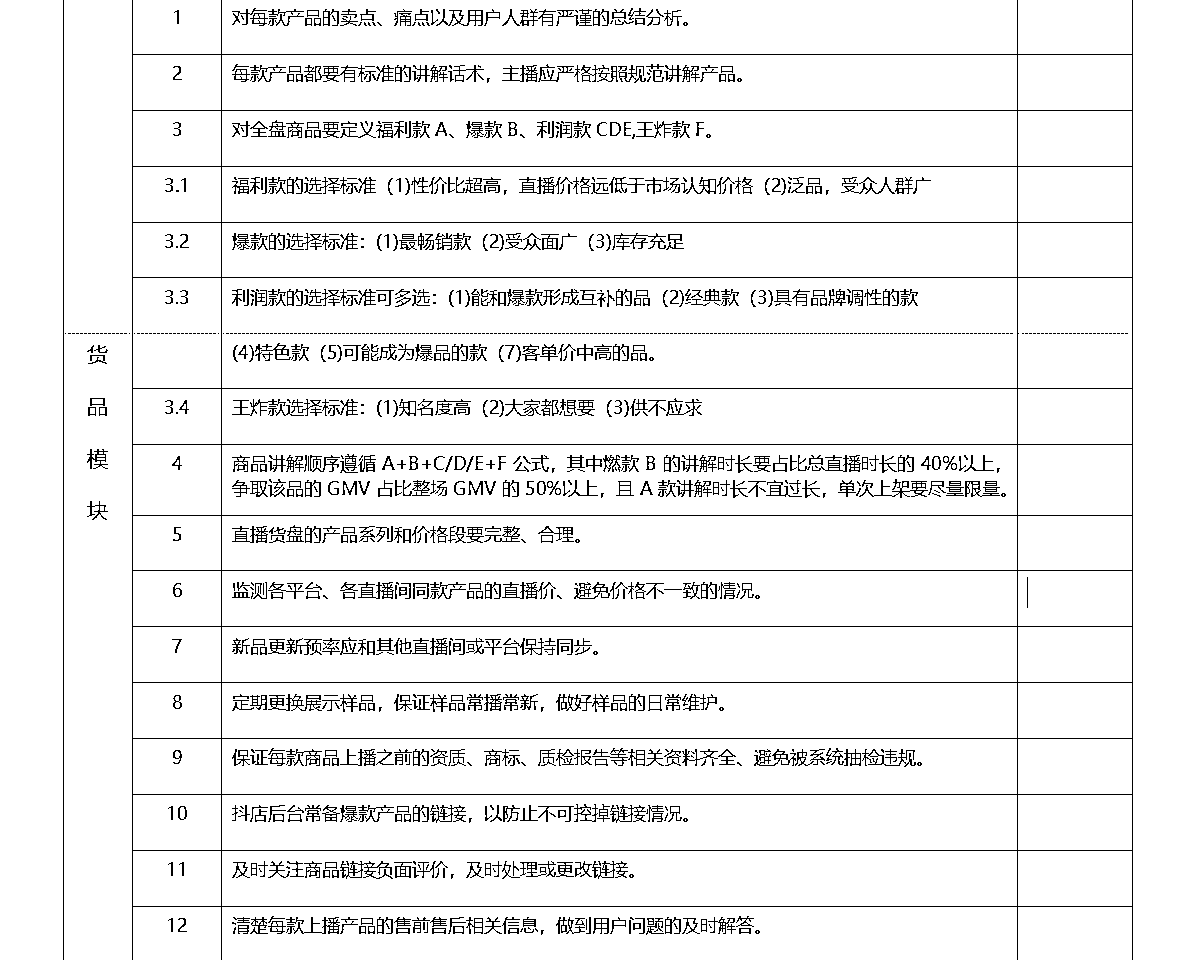 1 对每款产品的卖点、痛点以及用户人群有严谨的总结分析。
2 每款产品都要有标准的讲解话术，主播应严格按照规范讲解产品。
3 对全盘商品要定义福利款 A、爆款 B、利润款 CDE,王炸款 F。
3.1 福利款的选择标准（1)性价比超高，直播价格远低于市场认知价格（2)泛品，受众人群广
3.2 爆款的选择标准：(1)最畅销款（2)受众面广（3)库存充足
3.3 利润款的选择标准可多选：(1)能和爆款形成互补的品（2)经典款（3)具有品牌调性的款
货品模块
(4)特色款（5)可能成为爆品的款（7)客单价中高的品。
3.4 王炸款选择标准：(1)知名度高（2)大家都想要（3)供不应求
4 商品讲解顺序遵循 A+B+C/D/E+F 公式，其中燃款 B 的讲解时长要占比总直播时长的 40%以上，
争取该品的 GMV 占比整场 GMV 的 50%以上，且 A 款讲解时长不宜过长，单次上架要尽量限量。
5 直播货盘的产品系列和价格段要完整、合理。
6 监测各平台、各直播间同款产品的直播价、避免价格不一致的情况。
7 新品更新预率应和其他直播间或平台保持同步。
8 定期更换展示样品，保证样品常播常新，做好样品的日常维护。
9 保证每款商品上播之前的资质、商标、质检报告等相关资料齐全、避免被系统抽检违规。
10 抖店后台常备爆款产品的链接，以防止不可控掉链接情况。
11 及时关注商品链接负面评价，及时处理或更改链接。
12 清楚每款上播产品的售前售后相关信息，做到用户问题的及时解答。